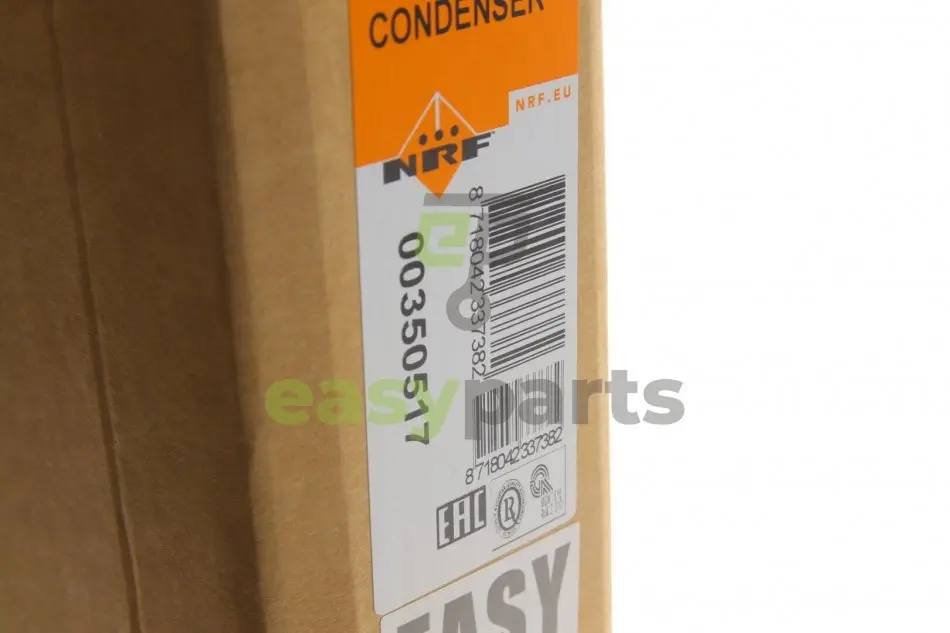 CONDENSER
NRF.EU
NRF
00350517
8718042337382
8718042337382
EAC
R
EASY
easyparts